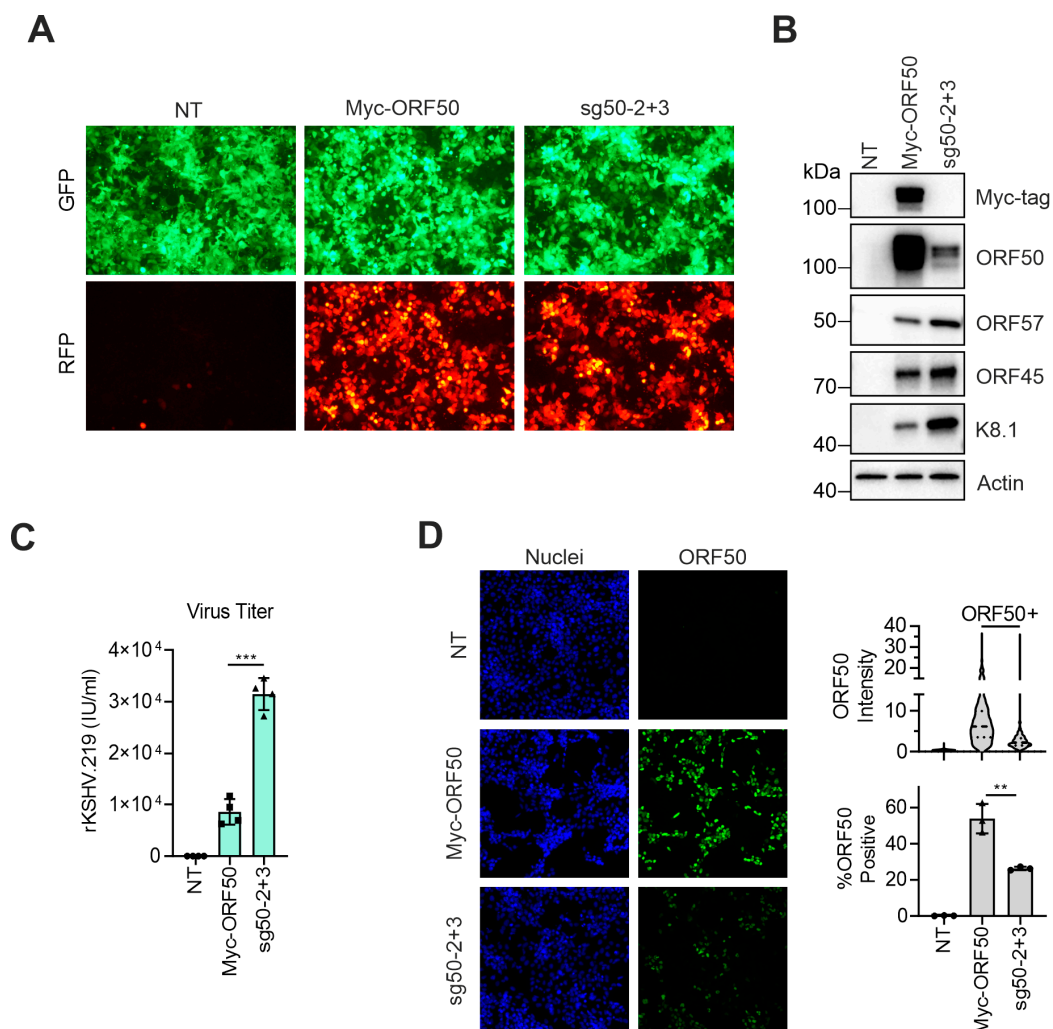 A
NT
Myc-ORF50
sg50-2+3
GFP
RFP
B
NT
Myc-ORF50
sg50-2+3
kDa
100
Myc-tag
100
ORF50
50
ORF57
70
ORF45
40
K8.1
40
Actin
C
Virus Titer
rKSHV.219 (IU/ml)
4×10⁴
3×10⁴
2×10⁴
1×10⁴
0
***
NT
Myc-ORF50
sg50-2+3
D
Nuclei
ORF50
NT
Myc-ORF50
sg50-2+3
ORF50+
ORF50
Intensity
40
30
20
10
0
%ORF50
Positive
60
40
20
0
**
NT
Myc-ORF50
sg50-2+3